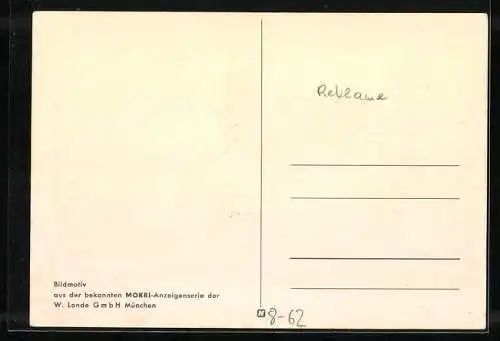 Reklame
Bildmotiv
aus der bekannten MOKRI-Anzeigenserie der
W. Lande GmbH München
8-62